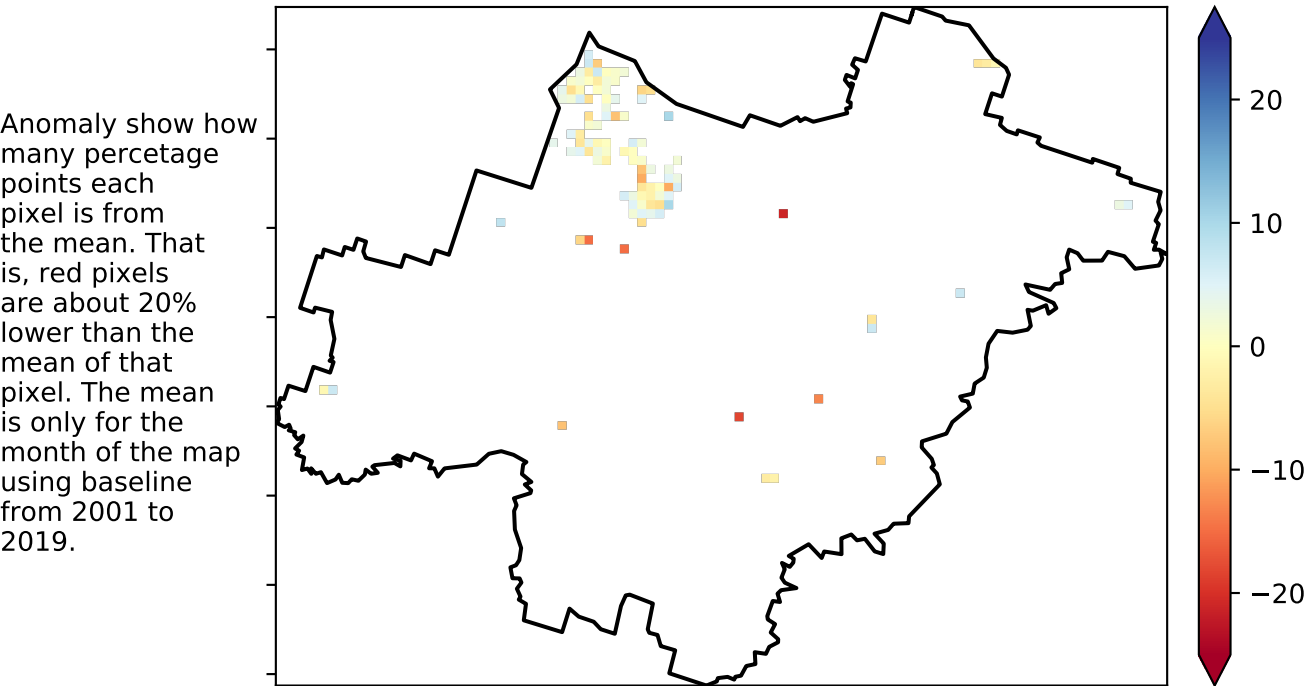 Anomaly show how
many percetage
points each
pixel is from
the mean. That
is, red pixels
are about 20%
lower than the
mean of that
pixel. The mean
is only for the
month of the map
using baseline
from 2001 to
2019.
20
10
0
−10
−20